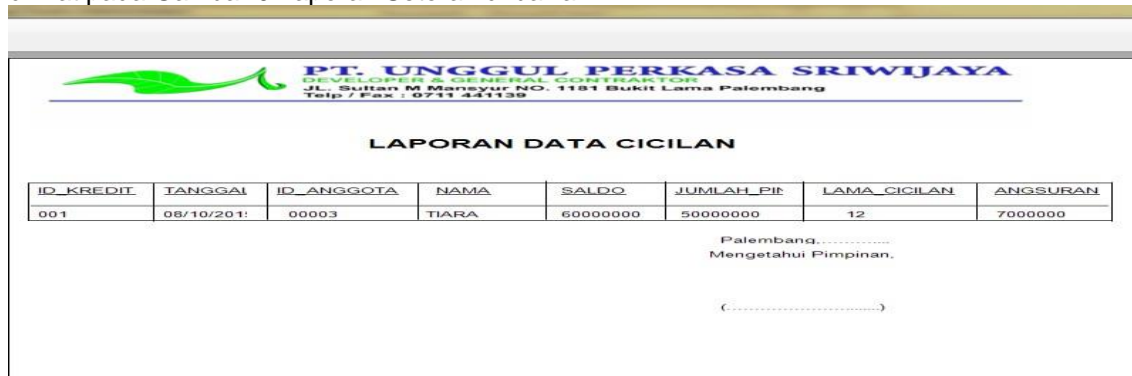 PT. UNGGUL PERKASA SRIWIJAYA
DEVELOPER & GENERAL CONTRAKTOR
JL. Sultan M Mansyur NO. 1181 Bukit Lama Palembang
Telp / Fax : 0711 441139
LAPORAN DATA CICILAN
ID_KREDIT TANGGAL ID_ANGGOTA NAMA SALDO JUMLAH_PIN LAMA_CICILAN ANGSURAN
001 08/10/201 00003 TIARA 60000000 50000000 12 7000000
Palembang,............
Mengetahui Pimpinan,
(..............................)